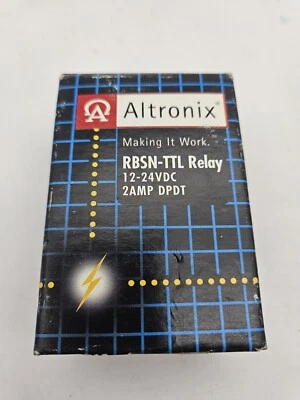 Altronix®
Making It Work.
RBSN-TTL Relay
12-24VDC
2AMP DPDT